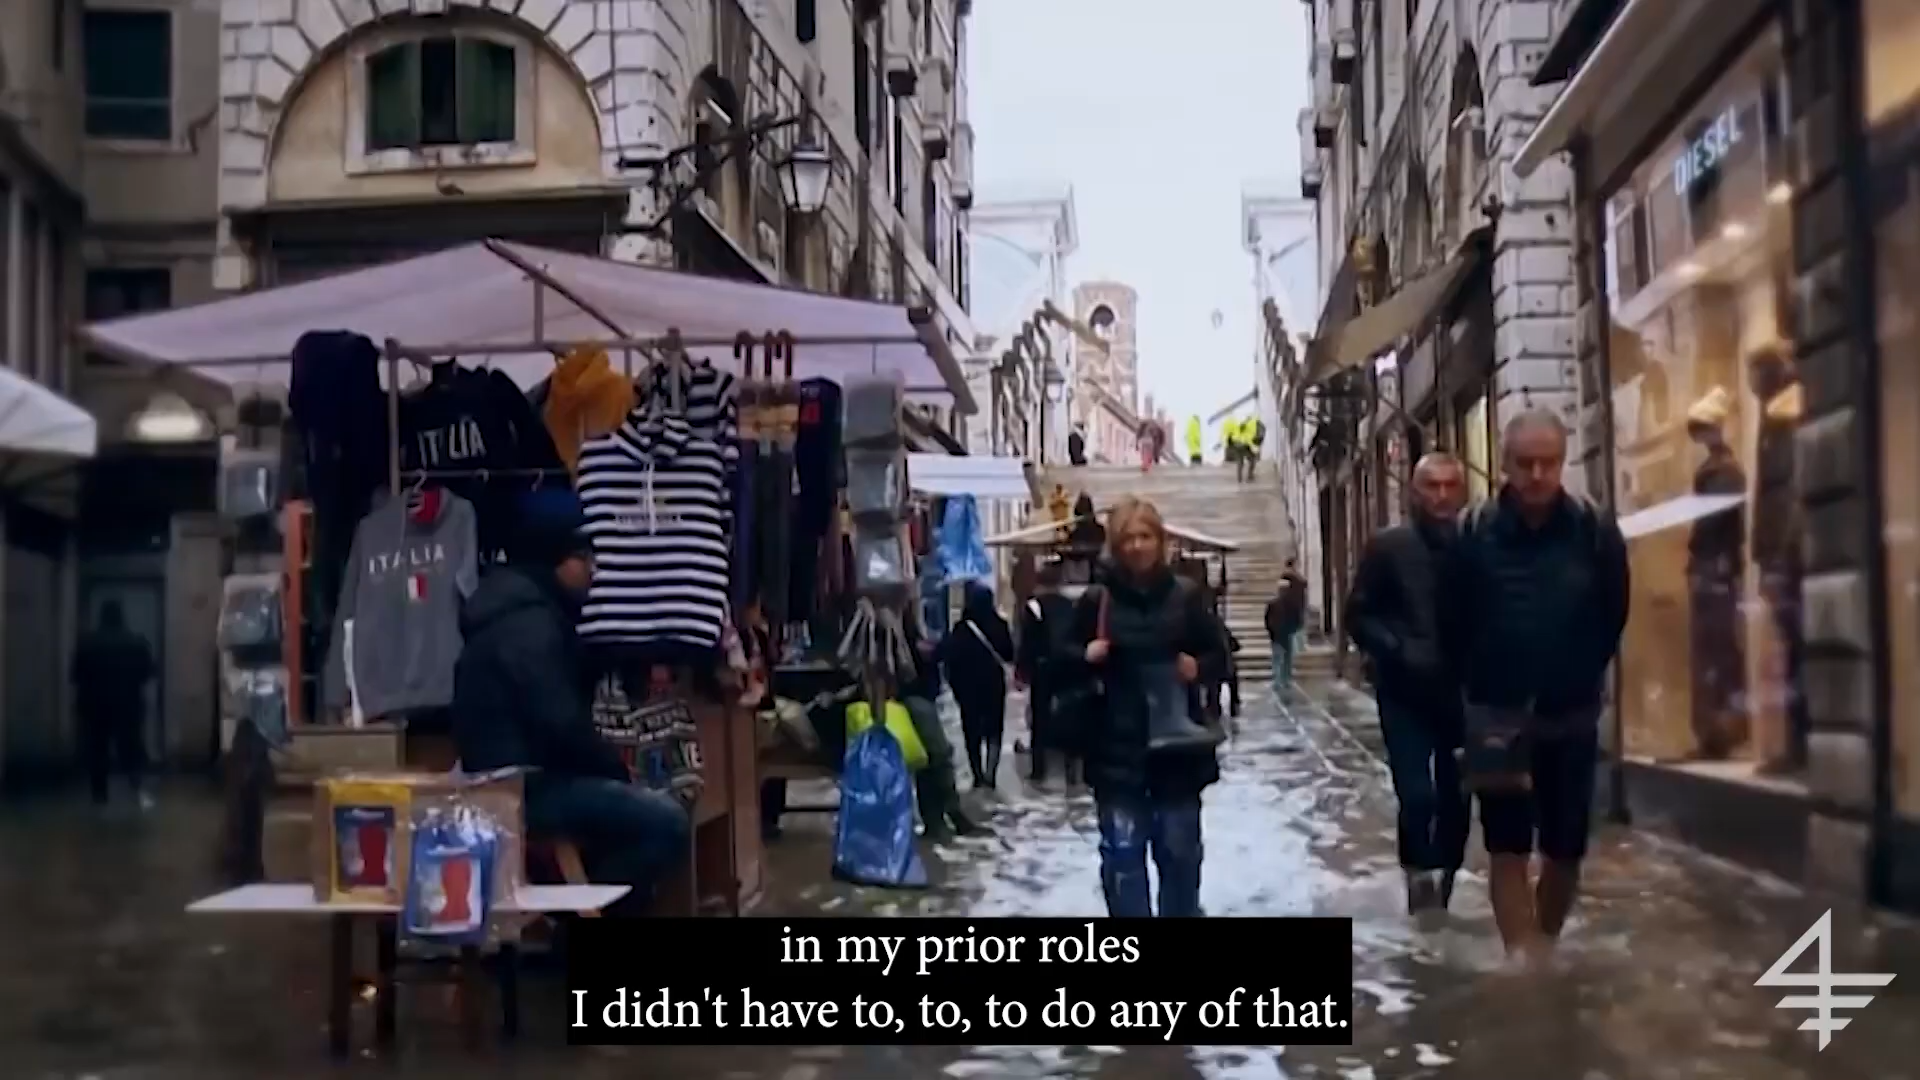 DIESEL
ITALIA
ITALIA
in my prior roles
I didn't have to, to, to do any of that.